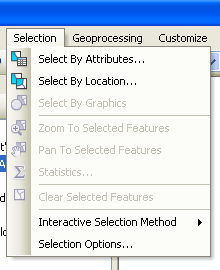 Selection Geoprocessing Customize
Select By Attributes...
Select By Location...
Select By Graphics
Zoom To Selected Features
Pan To Selected Features
Statistics...
Clear Selected Features
Interactive Selection Method
Selection Options...